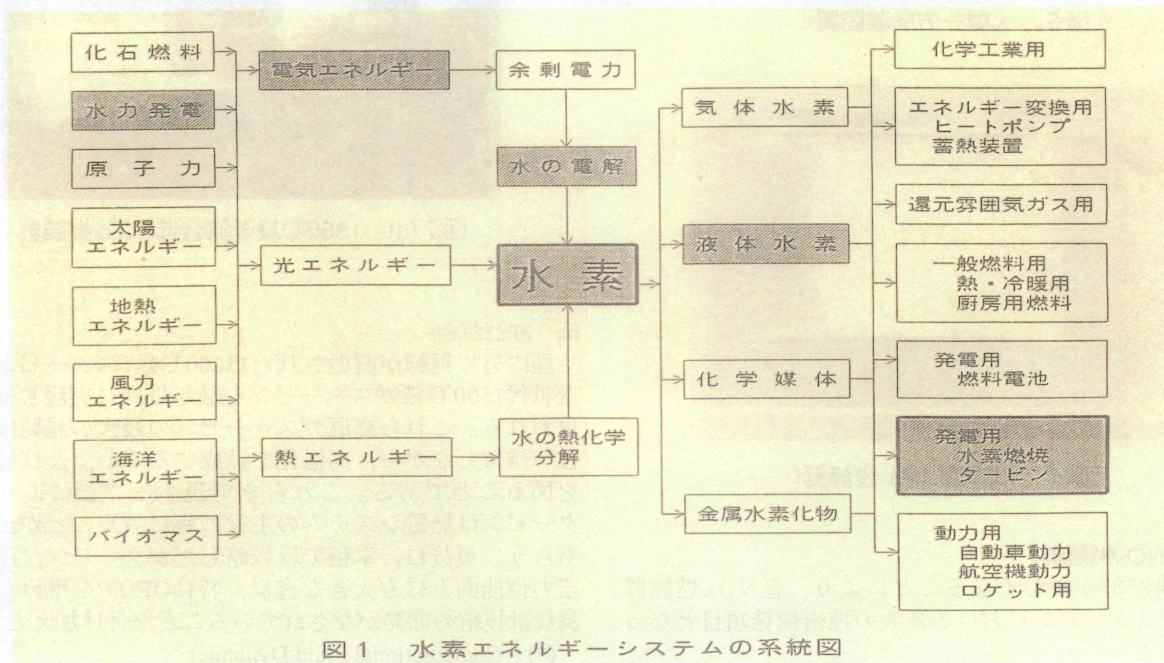 化石燃料
水力発電
原子力
太陽
エネルギー
地熱
エネルギー
風力
エネルギー
海洋
エネルギー
バイオマス
電気エネルギー
光エネルギー
熱エネルギー
余剰電力
水の電解
水素
水の熱化学
分解
気体水素
液体水素
化学媒体
金属水素化物
化学工業用
エネルギー変換用
ヒートポンプ
蓄熱装置
還元雰囲気ガス用
一般燃料用
熱・冷暖用
厨房用燃料
発電用
燃料電池
発電用
水素燃焼
タービン
動力用
自動車動力
航空機動力
ロケット用
図1 水素エネルギーシステムの系統図